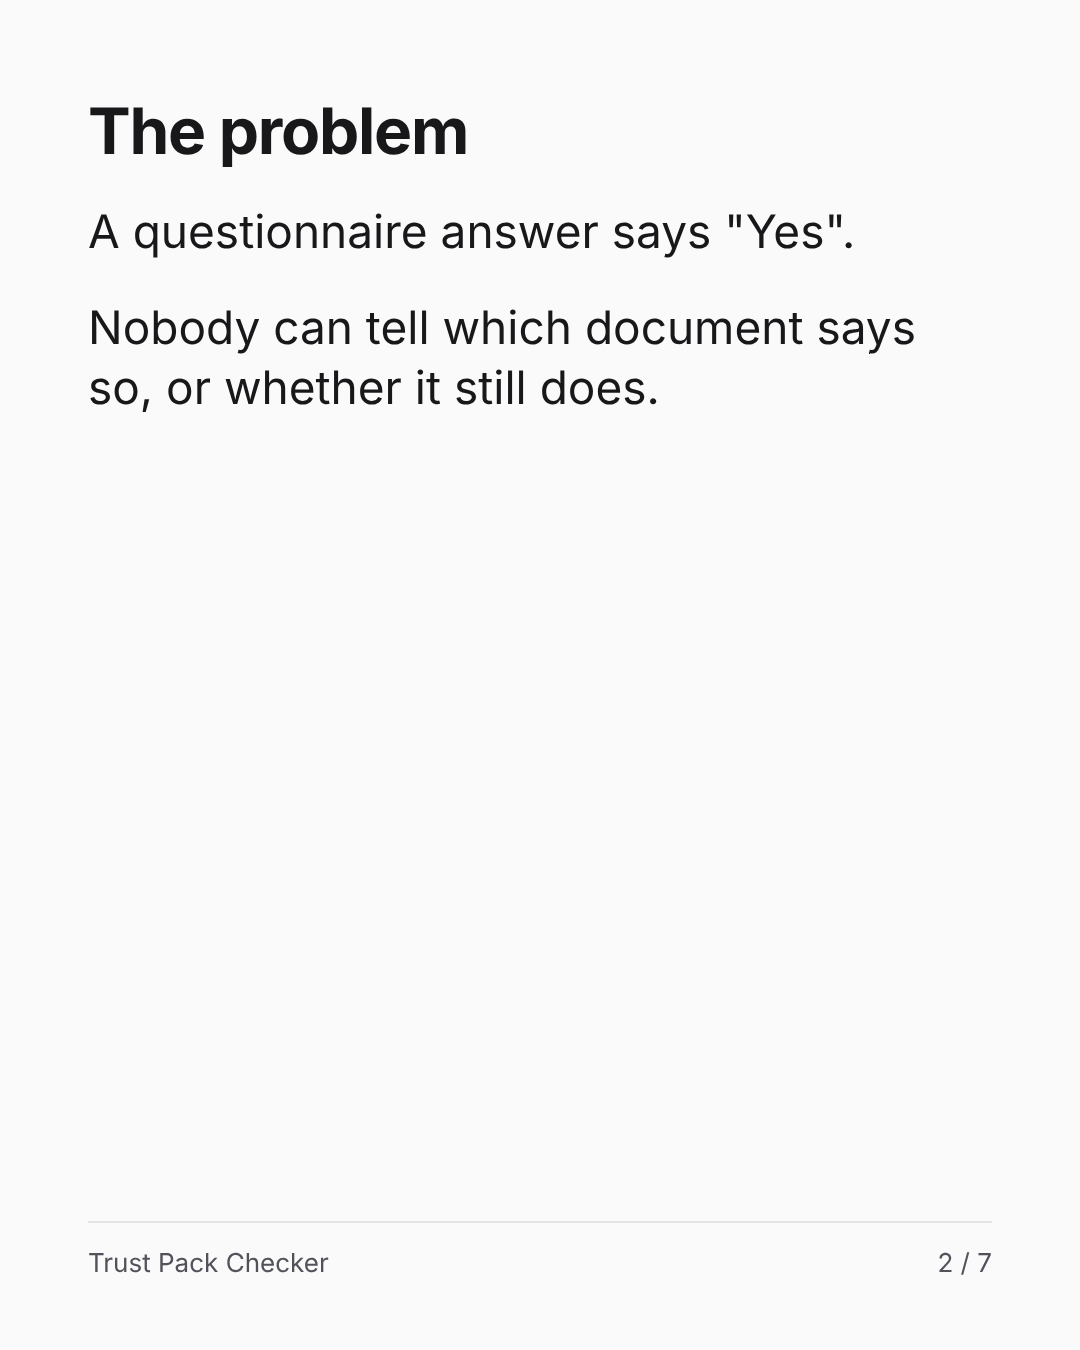 The problem
A questionnaire answer says "Yes".
Nobody can tell which document says
so, or whether it still does.
Trust Pack Checker
2 / 7